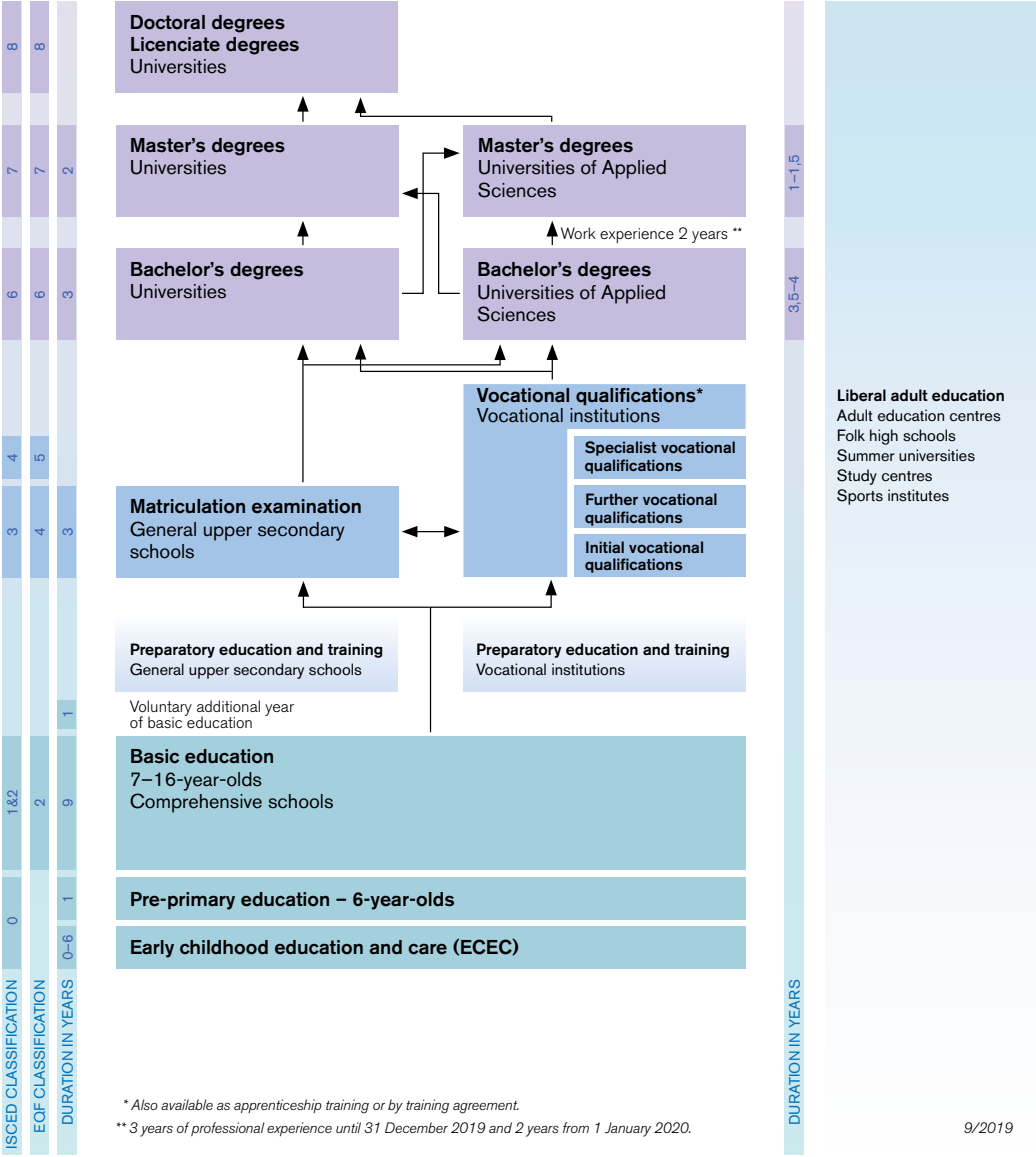 Doctoral degrees
Licenciate degrees
Universities
8
8
Master's degrees
Universities
Master's degrees
Universities of Applied
Sciences
7
7
2
1–1,5
Work experience 2 years **
Bachelor's degrees
Universities
Bachelor's degrees
Universities of Applied
Sciences
6
6
3
3,5–4
Vocational qualifications*
Vocational institutions
Specialist vocational
qualifications
4
5
Further vocational
qualifications
Initial vocational
qualifications
Matriculation examination
General upper secondary
schools
3
4
3
Preparatory education and training
General upper secondary schools
Preparatory education and training
Vocational institutions
Voluntary additional year
of basic education
1
Basic education
7–16-year-olds
Comprehensive schools
1&2
2
9
Pre-primary education – 6-year-olds
0
1
Early childhood education and care (ECEC)
0–6
ISCED CLASSIFICATION
EQF CLASSIFICATION
DURATION IN YEARS
DURATION IN YEARS
Liberal adult education
Adult education centres
Folk high schools
Summer universities
Study centres
Sports institutes
* Also available as apprenticeship training or by training agreement.
** 3 years of professional experience until 31 December 2019 and 2 years from 1 January 2020.
9/2019